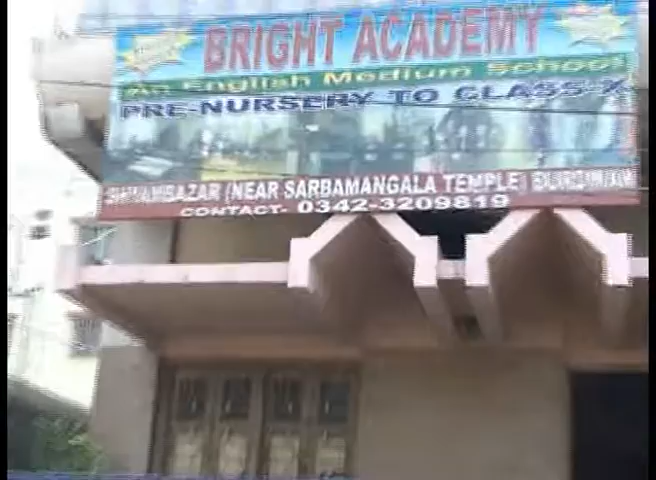 BRIGHT ACADEMY
An English Medium School
PRE-NURSERY TO CLASS-X
SHYAMBAZAR (NEAR SARBAMANGALA TEMPLE) BURDWAN
CONTACT:- 0342-3209819